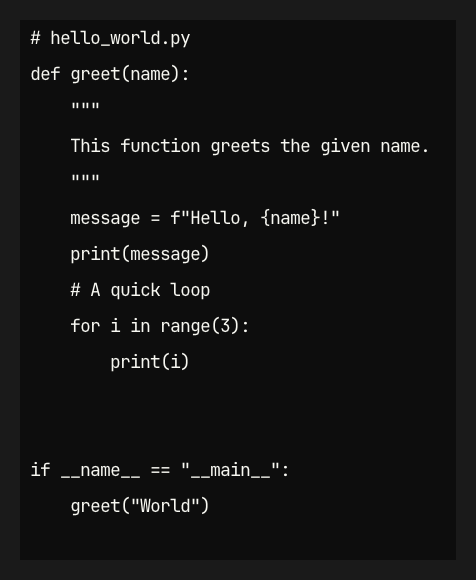 # hello_world.py
def greet(name):
    """
    This function greets the given name.
    """
    message = f"Hello, {name}!"
    print(message)
    # A quick loop
    for i in range(3):
        print(i)


if __name__ == "__main__":
    greet("World")